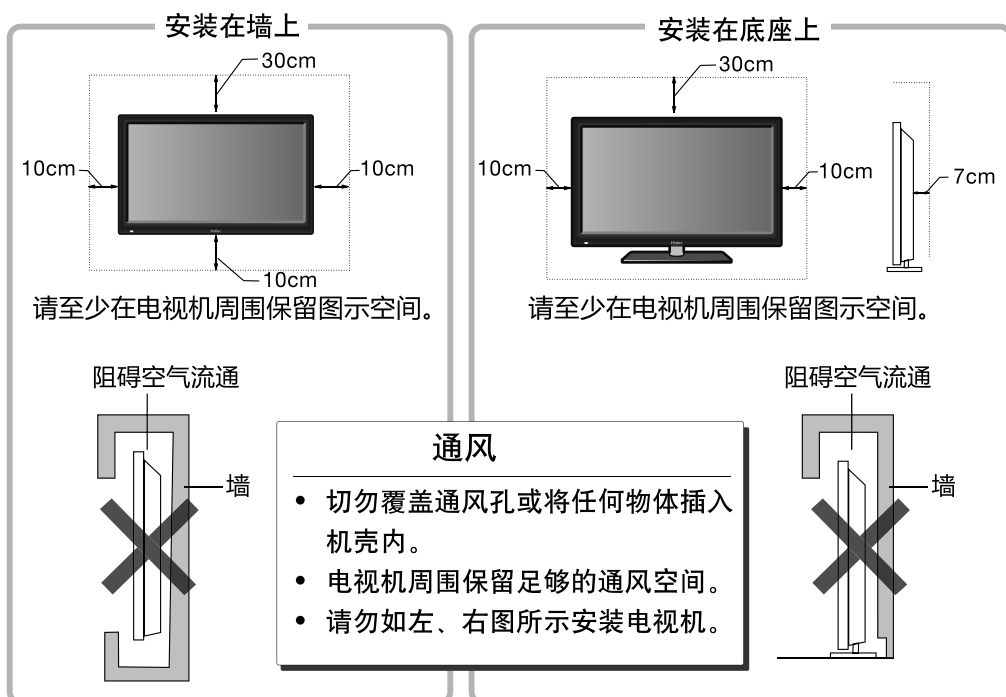 安装在墙上
30cm
10cm
10cm
Haier
10cm
请至少在电视机周围保留图示空间。
阻碍空气流通
墙
安装在底座上
30cm
10cm
10cm
7cm
Haier
请至少在电视机周围保留图示空间。
阻碍空气流通
墙
通风
• 切勿覆盖通风孔或将任何物体插入
机壳内。
• 电视机周围保留足够的通风空间。
• 请勿如左、右图所示安装电视机。